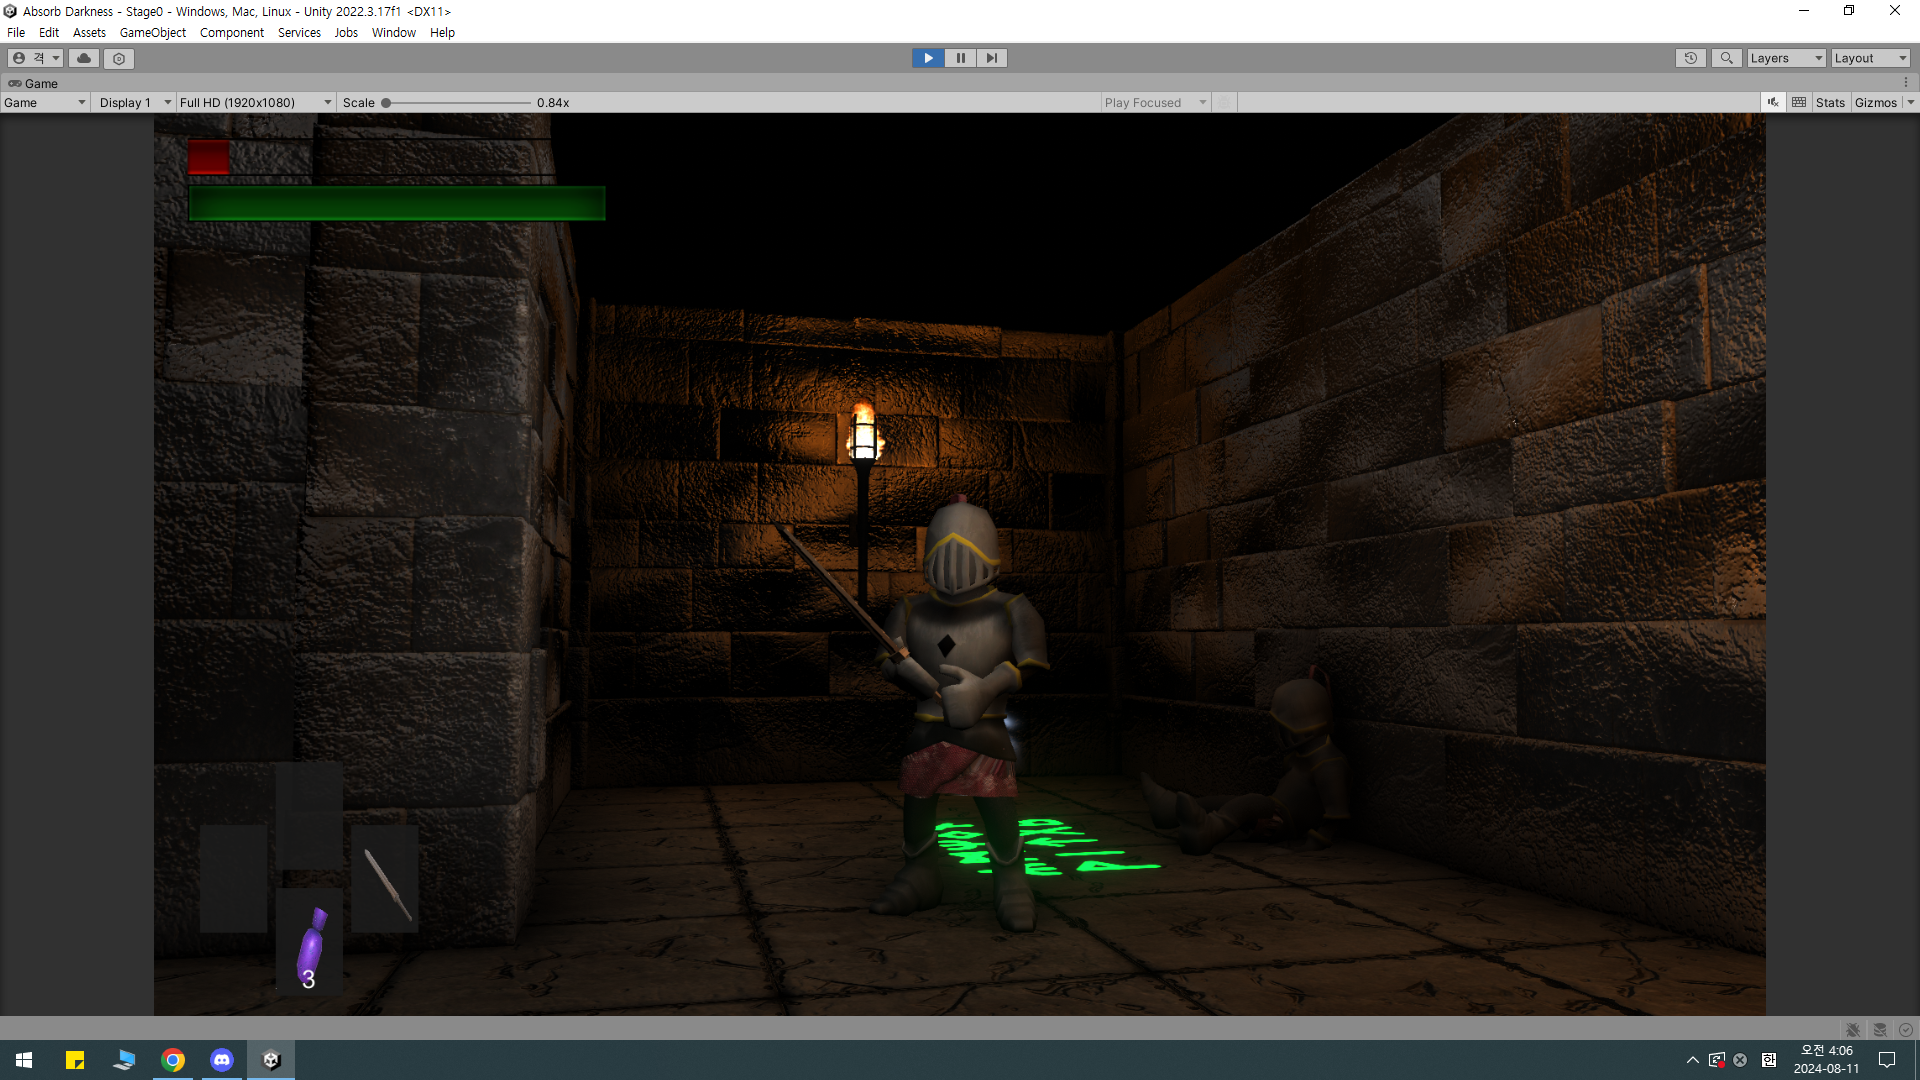 Absorb Darkness - Stage0 - Windows, Mac, Linux - Unity 2022.3.17f1 <DX11>
File Edit Assets GameObject Component Services Jobs Window Help
격 Layers Layout
Game
Game Display 1 Full HD (1920x1080) Scale 0.84x Play Focused Stats Gizmos
3
한 오전 4:06
2024-08-11